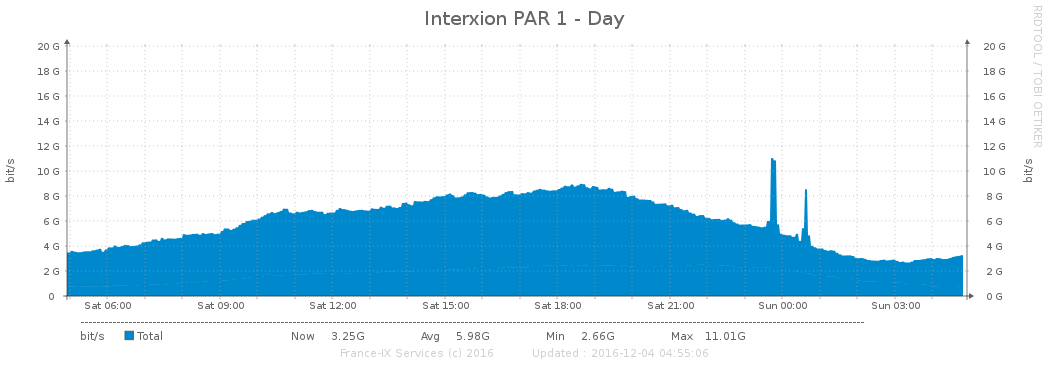 Interxion PAR 1 - Day
RRDTOOL / TOBI OETIKER
bit/s
20 G 20 G
18 G 18 G
16 G 16 G
14 G 14 G
12 G 12 G
10 G 10 G
8 G 8 G
6 G 6 G
4 G 4 G
2 G 2 G
0 0 G
bit/s
Sat 06:00 Sat 09:00 Sat 12:00 Sat 15:00 Sat 18:00 Sat 21:00 Sun 00:00 Sun 03:00
bit/s Total Now 3.25G Avg 5.98G Min 2.66G Max 11.01G
France-IX Services (c) 2016 Updated : 2016-12-04 04:55:06